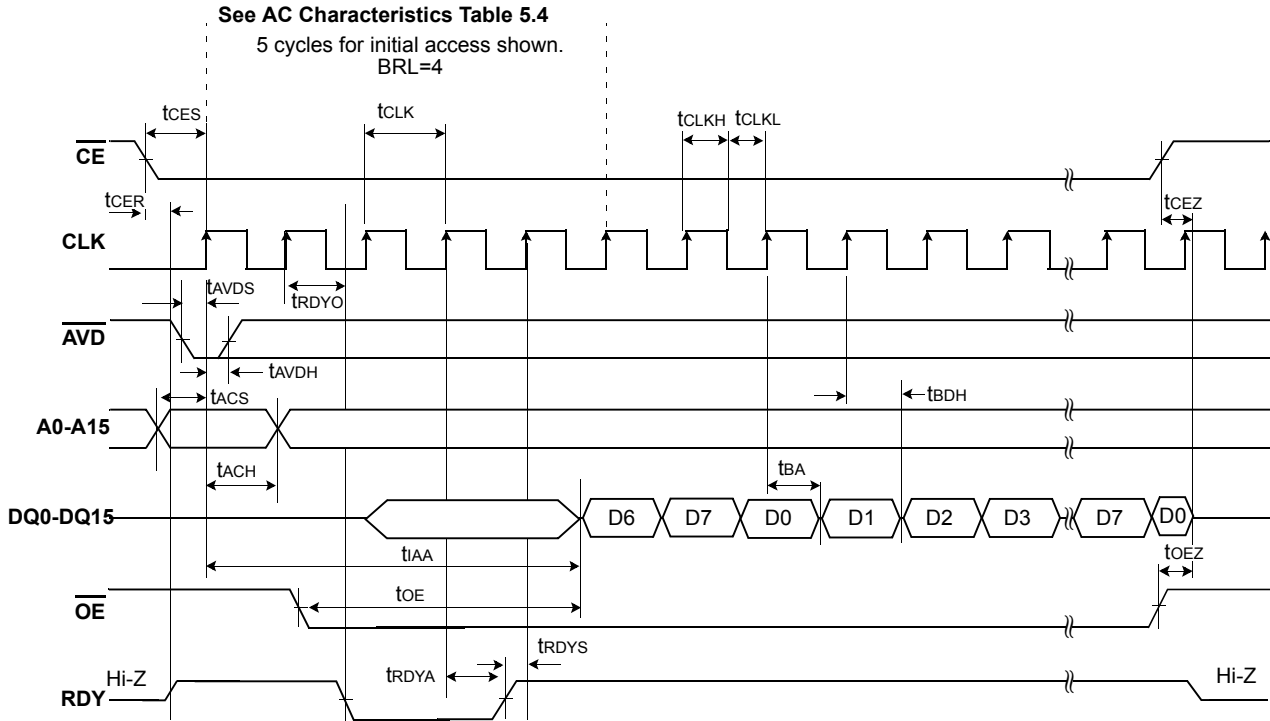 See AC Characteristics Table 5.4
5 cycles for initial access shown.
BRL=4
tCES
tCLK
tCLKH
tCLKL
CE
tCER
tCEZ
CLK
tAVDS
tRDYO
AVD
tAVDH
tACS
tBDH
A0-A15
tACH
tBA
DQ0-DQ15
D6
D7
D0
D1
D2
D3
D7
D0
tIAA
tOEZ
tOE
OE
tRDYS
tRDYA
Hi-Z
Hi-Z
RDY